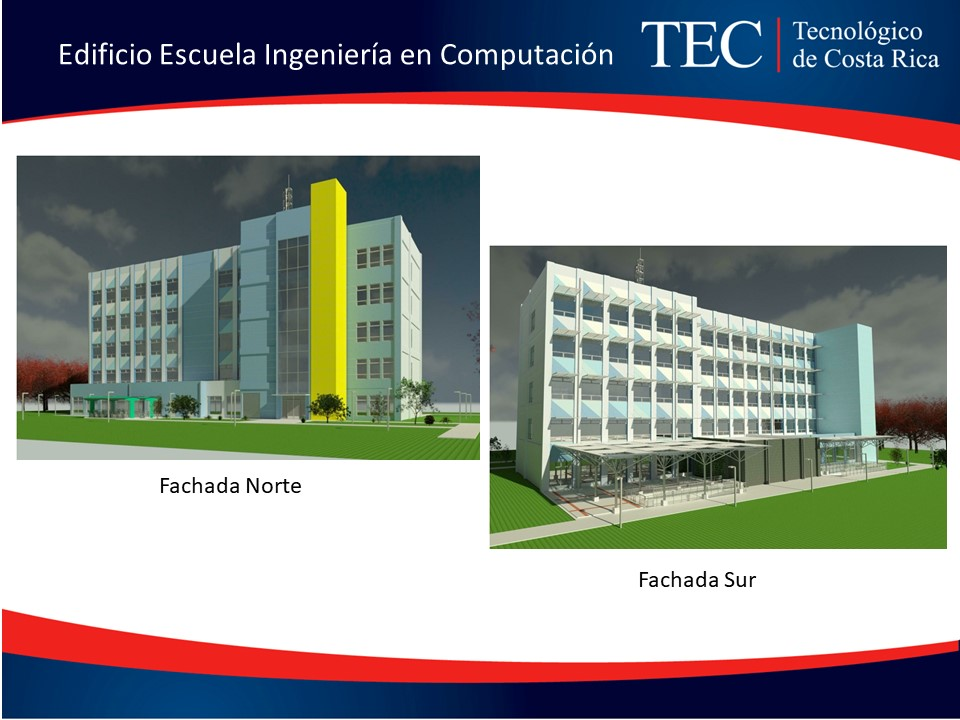 Edificio Escuela Ingeniería en Computación
TEC
Tecnológico
de Costa Rica
Fachada Norte
Fachada Sur